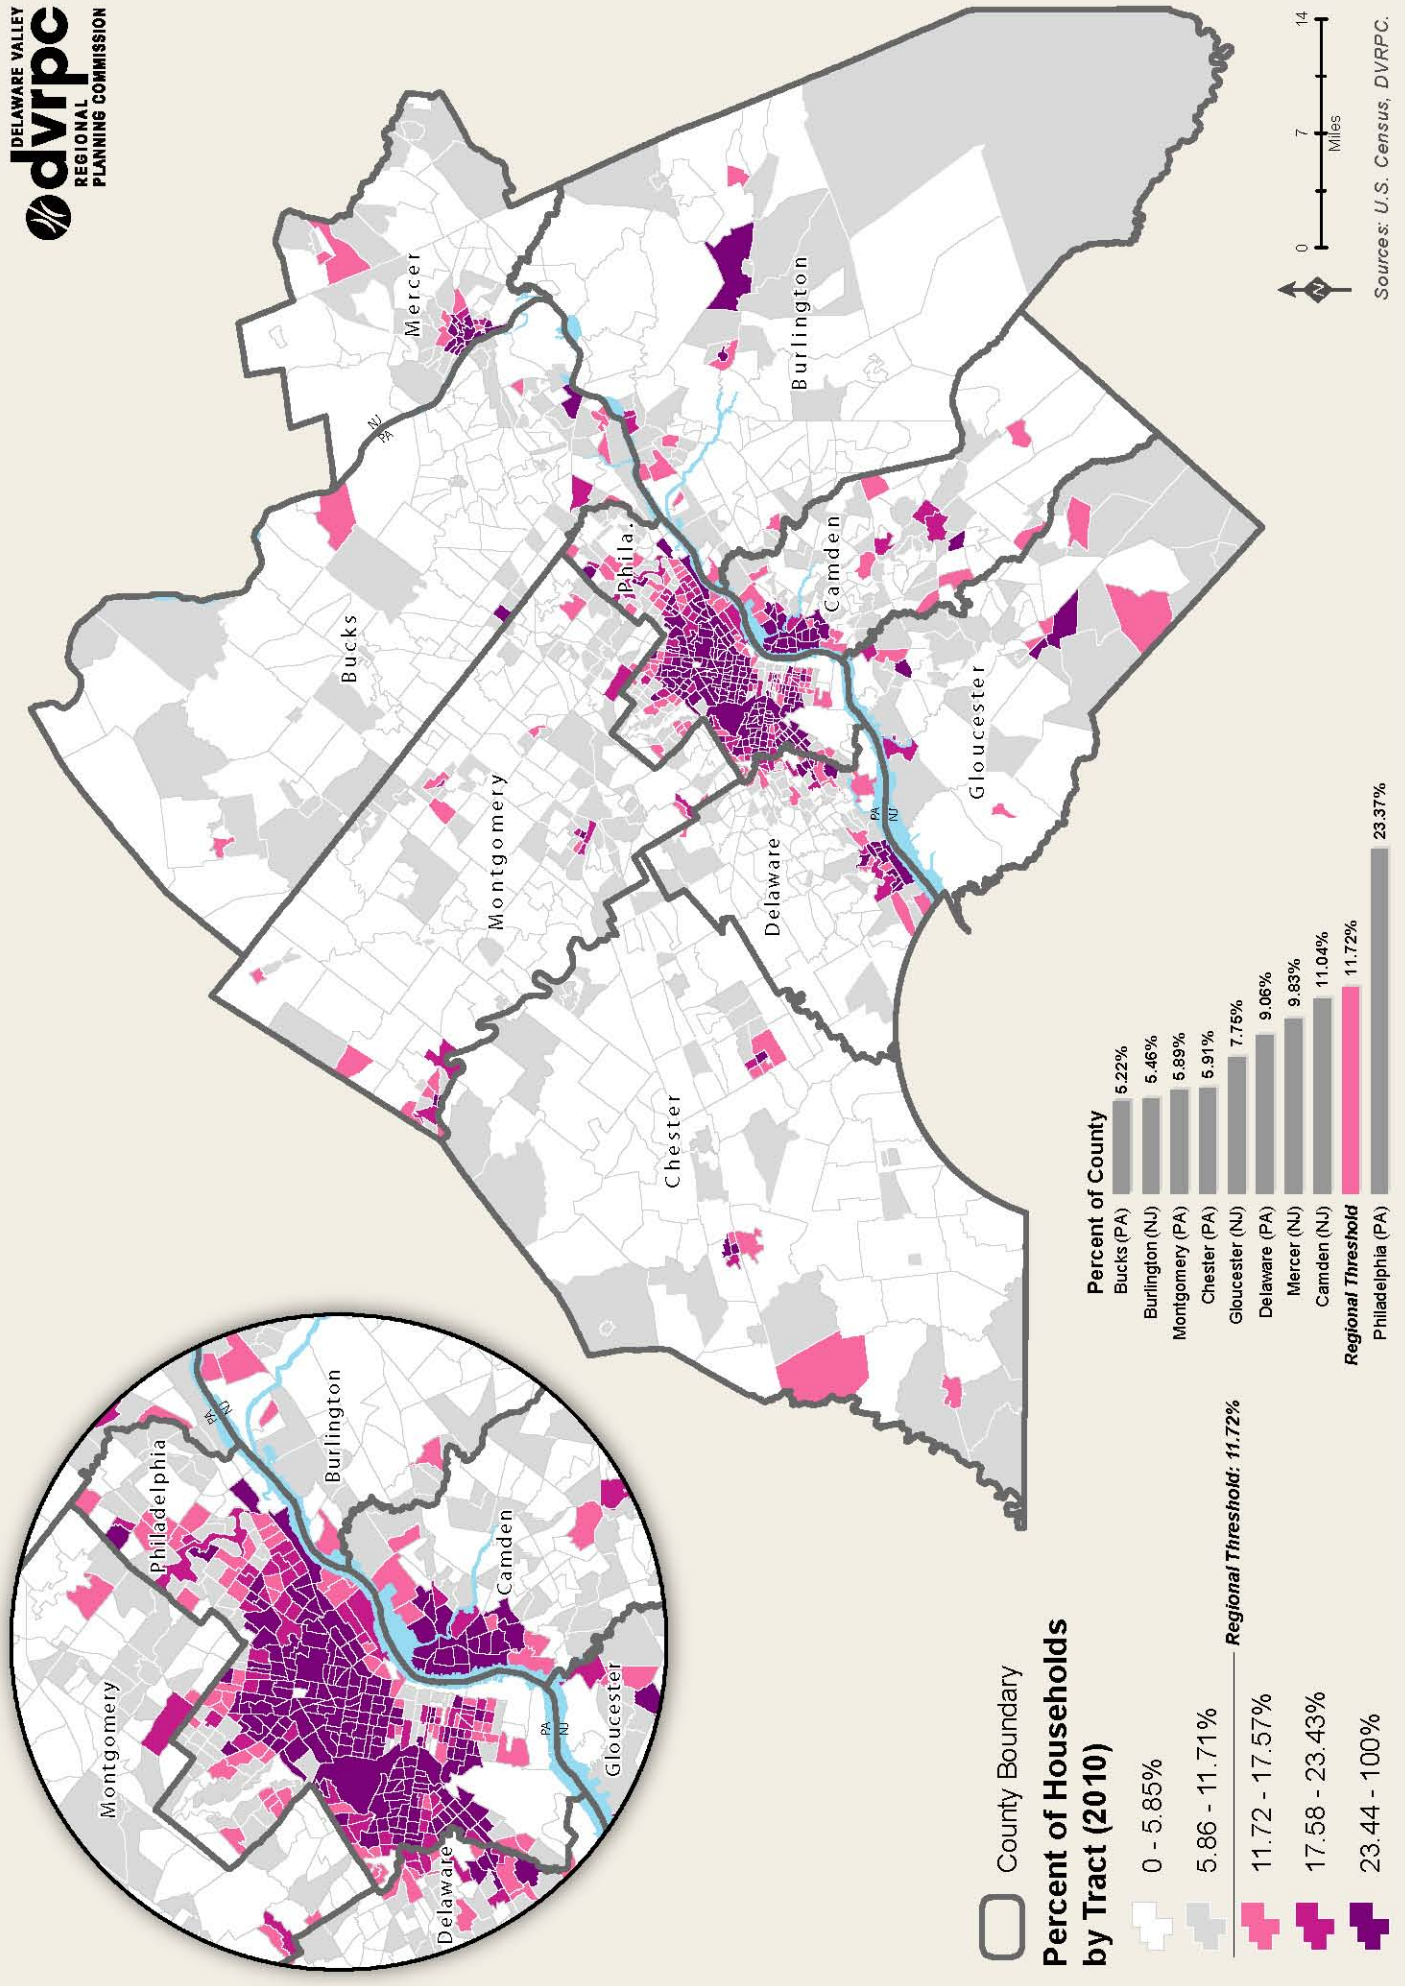 DELAWARE VALLEY
dvrpc
REGIONAL
PLANNING COMMISSION
Montgomery
Philadelphia
PA
NJ
Burlington
Camden
PA
NJ
Gloucester
Delaware
Bucks
Mercer
NJ
PA
Montgomery
Phila.
Burlington
Camden
Chester
Delaware
PA
NJ
Gloucester
County Boundary
Percent of Households
by Tract (2010)
0 - 5.85%
5.86 - 11.71%
Regional Threshold: 11.72%
11.72 - 17.57%
17.58 - 23.43%
23.44 - 100%
Percent of County
Bucks (PA) 5.22%
Burlington (NJ) 5.46%
Montgomery (PA) 5.89%
Chester (PA) 5.91%
Gloucester (NJ) 7.75%
Delaware (PA) 9.06%
Mercer (NJ) 9.83%
Camden (NJ) 11.04%
Regional Threshold 11.72%
Philadelphia (PA) 23.37%
N
0 7 14
Miles
Sources: U.S. Census, DVRPC.